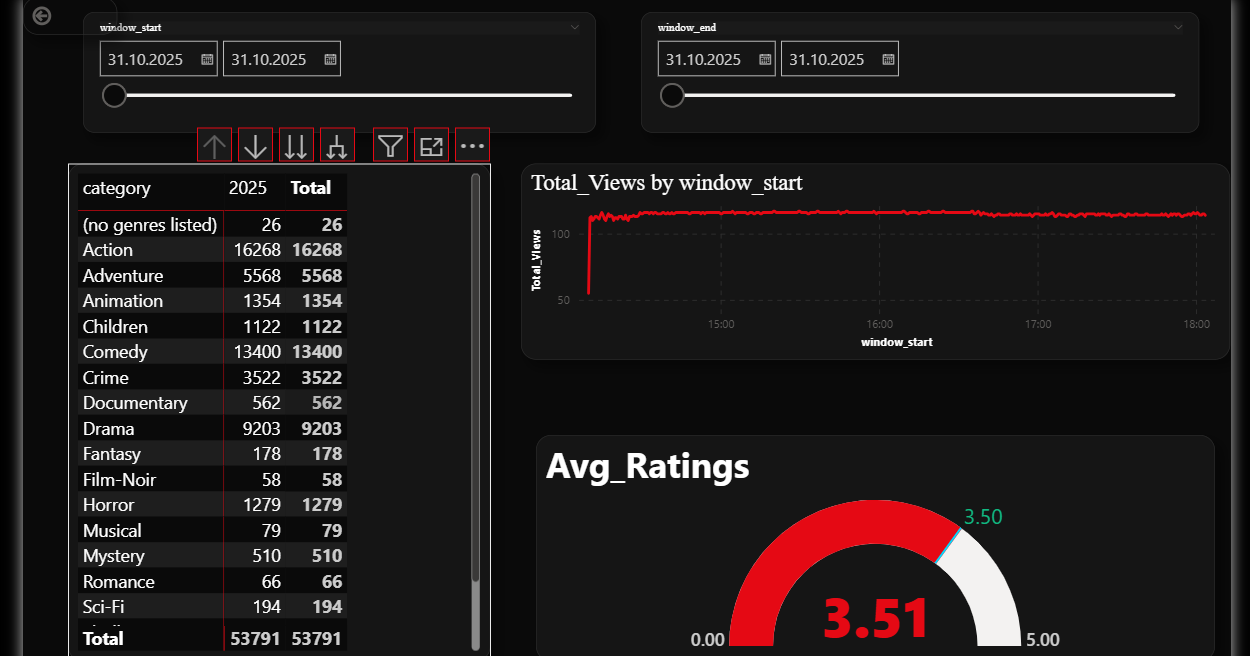 window_start
31.10.2025 31.10.2025
window_end
31.10.2025 31.10.2025
category 2025 Total
(no genres listed) 26 26
Action 16268 16268
Adventure 5568 5568
Animation 1354 1354
Children 1122 1122
Comedy 13400 13400
Crime 3522 3522
Documentary 562 562
Drama 9203 9203
Fantasy 178 178
Film-Noir 58 58
Horror 1279 1279
Musical 79 79
Mystery 510 510
Romance 66 66
Sci-Fi 194 194
Total 53791 53791
Total_Views by window_start
Total_Views
100
50
15:00 16:00 17:00 18:00
window_start
Avg_Ratings
3.50
3.51
0.00 5.00